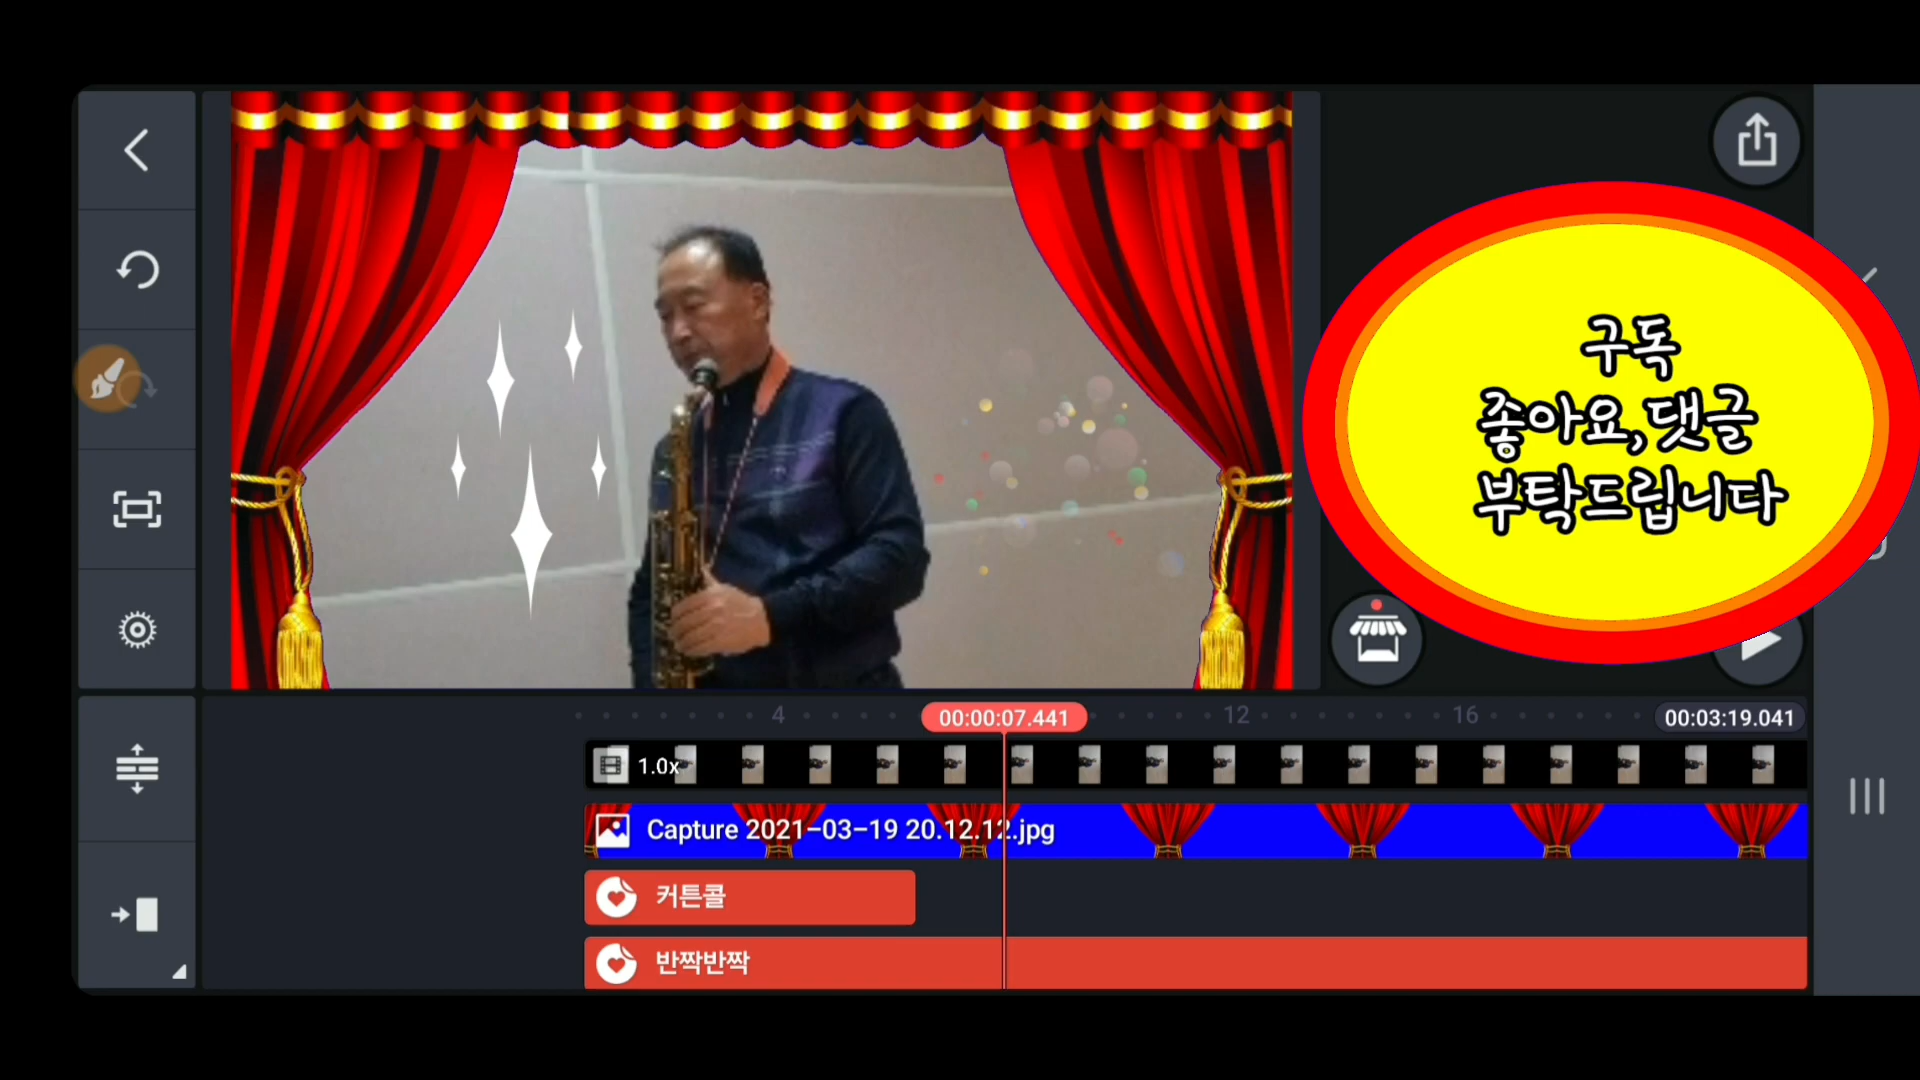 구독
좋아요,댓글
부탁드립니다
4
00:00:07.441
12
16
00:03:19.041
1.0x
Capture 2021-03-19 20.12.12.jpg
커튼콜
반짝반짝